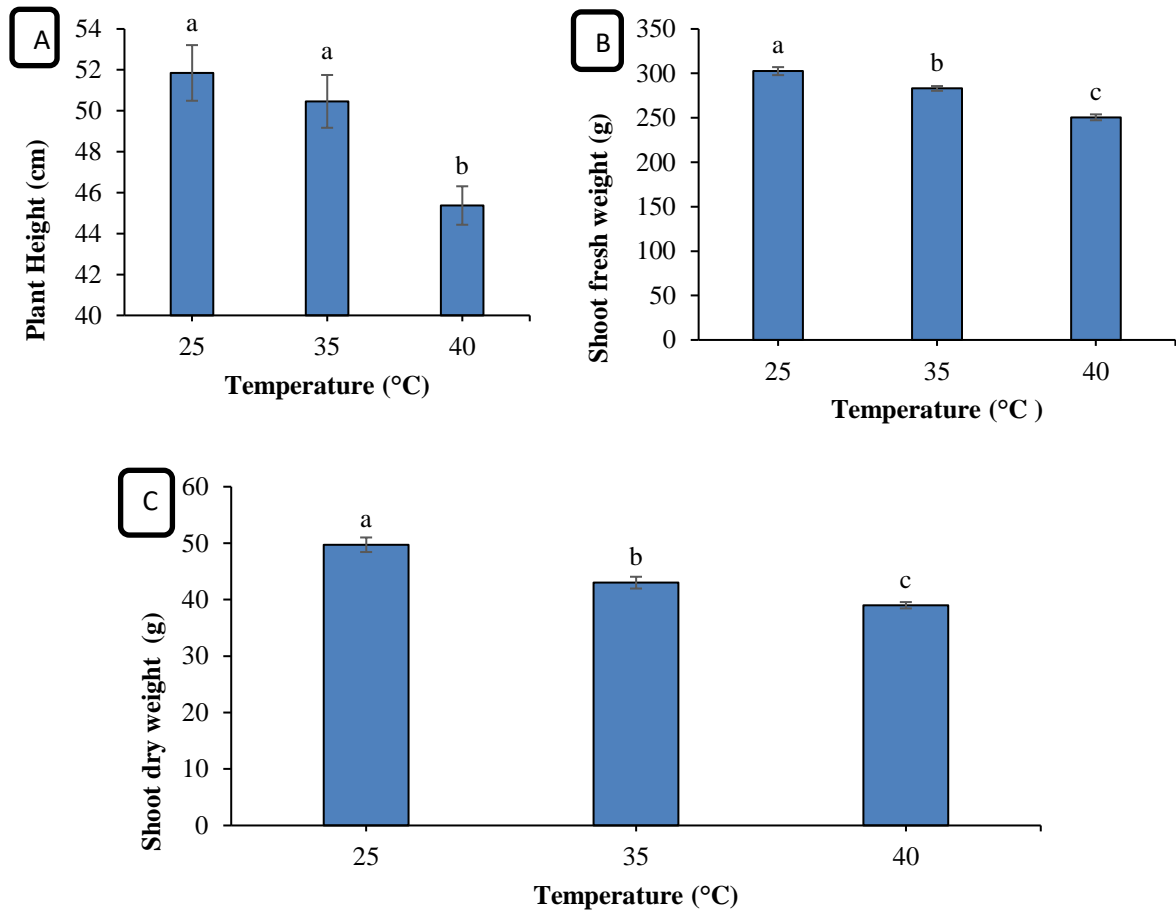 A
Plant Height (cm)
54
52
50
48
46
44
42
40
a
a
b
25 35 40
Temperature (°C)
B
Shoot fresh weight (g)
350
300
250
200
150
100
50
0
a
b
c
25 35 40
Temperature (°C )
C
Shoot dry weight (g)
60
50
40
30
20
10
0
a
b
c
25 35 40
Temperature (°C)